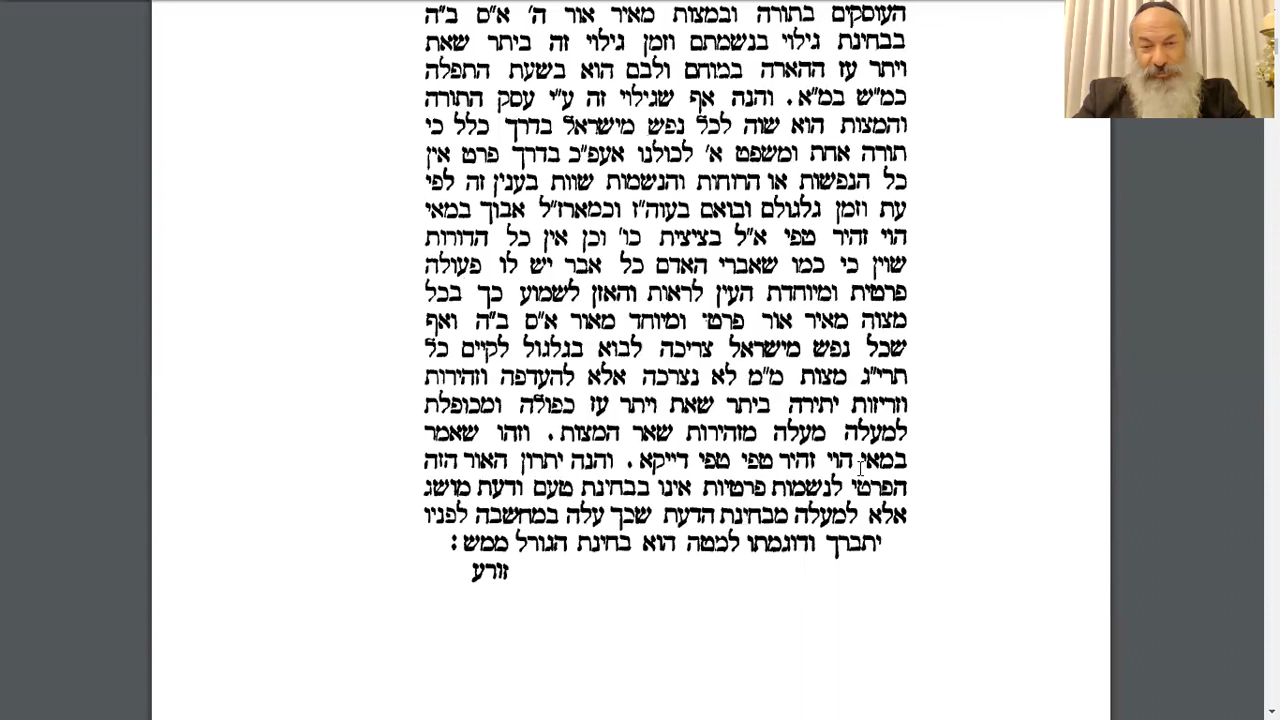 העוסקים בתורה ובמצות מאיר אור ה' א"ס ב"ה
בבחינת גילוי בנשמתם וזמן גילוי זה ביתר שאת
ויתר עז ההארה במוחם ולבם הוא בשעת התפלה
כמ"ש במ"א. והנה אף שגילוי זה ע"י עסק התורה
והמצות הוא שוה לכל נפש מישראל בדרך כלל כי
תורה אחת ומשפט א' לכולנו אעפ"כ בדרך פרט אין
כל הנפשות או הרוחות והנשמות שוות בענין זה לפי
עת וזמן גלגולם ובואם בעוה"ז וכמארז"ל אבוך במאי
הוי זהיר טפי א"ל בציצית כו' וכן אין כל הדורות
שוין כי כמו שאברי האדם כל אבר יש לו פעולה
פרטית ומיוחדת העין לראות והאזן לשמוע כך בכל
מצוה מאיר אור פרטי ומיוחד מאור א"ס ב"ה ואף
שכל נפש מישראל צריכה לבוא בגלגול לקיים כל
תרי"ג מצות מ"מ לא נצרכה אלא להעדפה וזהירות
וזריזות יתירה ביתר שאת ויתר עז כפולה ומכופלת
למעלה מעלה מזהירות שאר המצות. וזהו שאמר
במאי הוי זהיר טפי טפי דייקא. והנה יתרון האור הזה
הפרטי לנשמות פרטיות אינו בבחינת טעם ודעת מושג
אלא למעלה מבחינת הדעת שכך עלה במחשבה לפניו
יתברך ודוגמתו למטה הוא בחינת הגורל ממש:
זורע